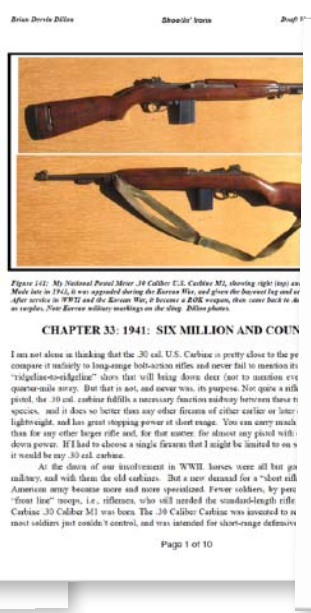 Brian Dervin Dillon Shootin' Irons Draft
Figure 141: My National Postal Meter .30 Caliber U.S. Carbine M1, showing right (top) and
Made late in 1943, it was upgraded during the Korean War, and given the bayonet lug and
After service in WWII and the Korean War, it became a ROK weapon, then came back to
as surplus. Note Korean military markings on the sling. Dillon photos.
CHAPTER 33: 1941: SIX MILLION AND COUN
I am not alone in thinking that the .30 cal. U.S. Carbine is pretty close to the pe
compare it unfairly to long-range bolt-action rifles and never fail to mention its
"ridgeline-to-ridgeline" shots that will bring down deer (not to mention eve
quarter-mile away. But that is not, and never was, its purpose. Not quite a rifl
pistol, the .30 cal. carbine fulfills a necessary function midway between these t
species, and it does so better than any other firearm of either earlier or later
lightweight, and has great stopping power at short range. You can carry much
than for any other larger rifle and, for that matter, for almost any pistol with
down power. If I had to choose a single firearm that I might be limited to on
it would be my .30 cal. carbine.
At the dawn of our involvement in WWII, horses were all but go
military, and with them the old carbines. But a new demand for a "short rifl
American army became more and more specialized. Fewer soldiers, by perc
"front line" troops, i.e., riflemen, who still needed the standard-length rifle
Carbine .30 Caliber M1 was born. The .30 Caliber Carbine was invented to re
most soldiers just couldn't control, and was intended for short-range defensive
Page 1 of 10